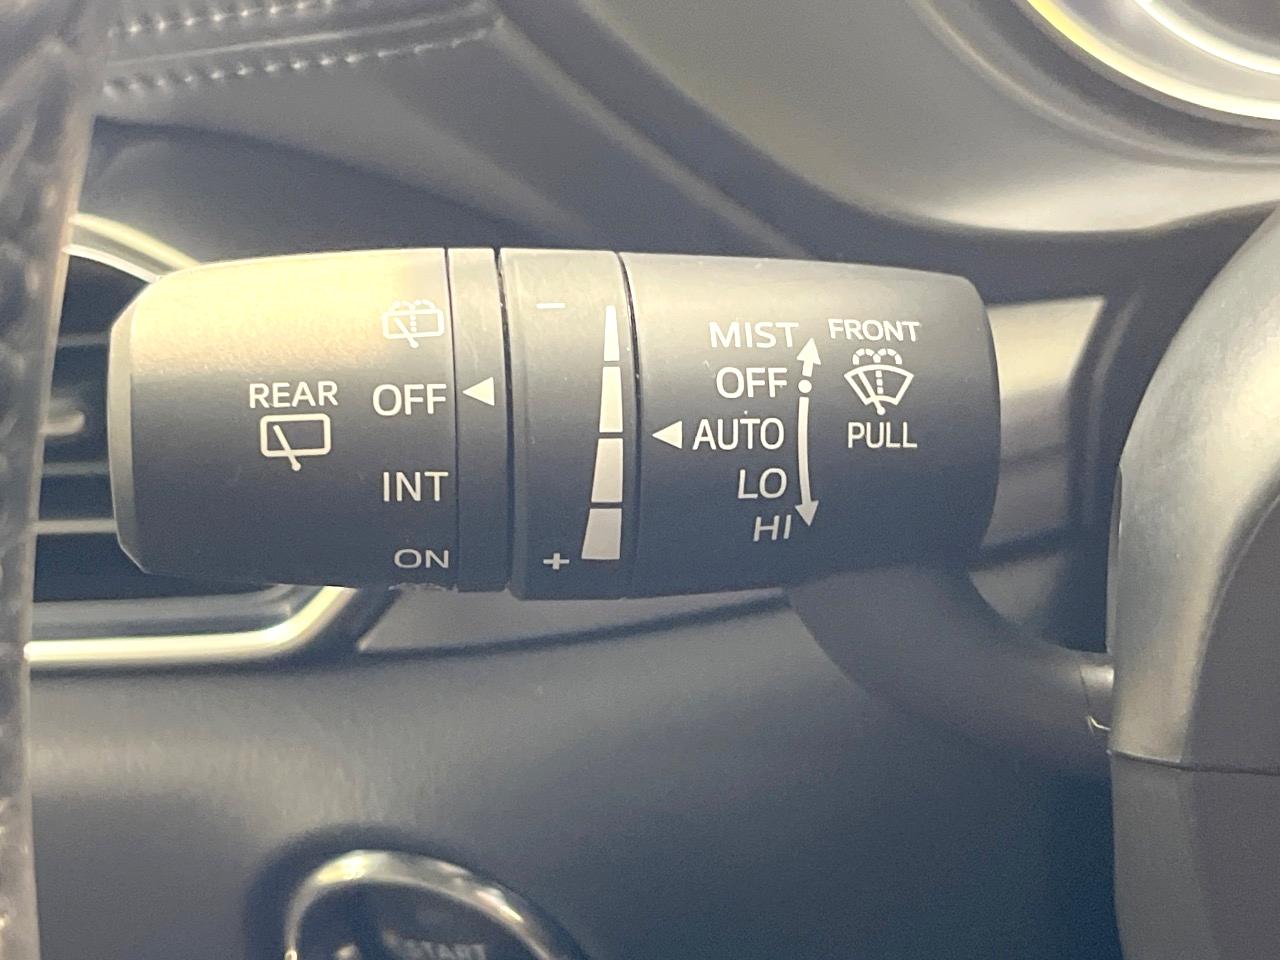 REAR
OFF
INT
ON
−
+
MIST
OFF
AUTO
LO
HI
FRONT
PULL
START